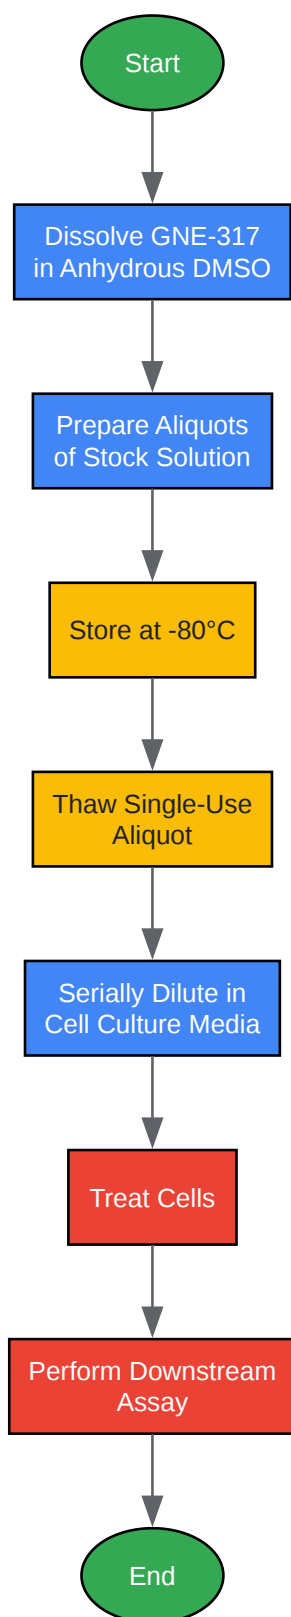 Start
Dissolve GNE-317
in Anhydrous DMSO
Prepare Aliquots
of Stock Solution
Store at -80°C
Thaw Single-Use
Aliquot
Serially Dilute in
Cell Culture Media
Treat Cells
Perform Downstream
Assay
End